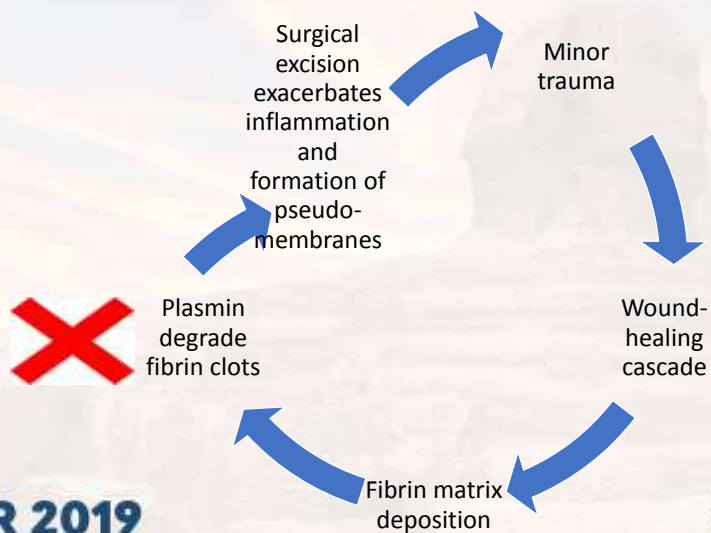 Surgical
excision
exacerbates
inflammation
and
formation of
pseudo-
membranes
Minor
trauma
Wound-
healing
cascade
Fibrin matrix
deposition
Plasmin
degrade
fibrin clots
R 2019